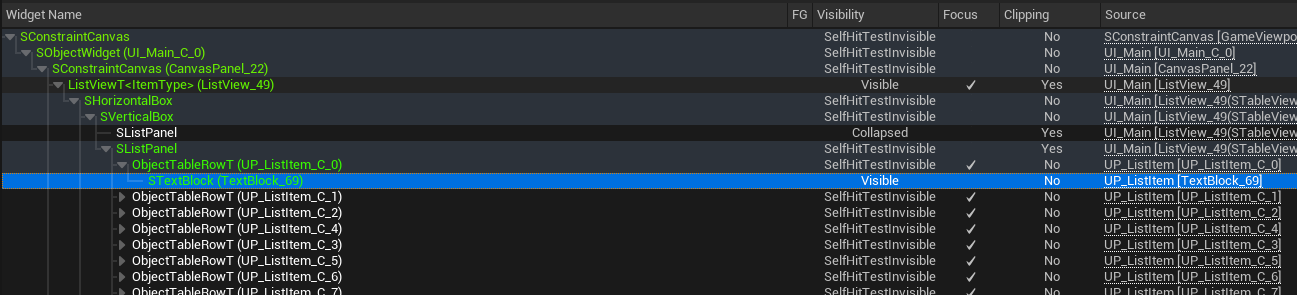 Widget Name FG Visibility Focus Clipping Source
SConstraintCanvas SelfHitTestInvisible No SConstraintCanvas [GameViewpo
SObjectWidget (UI_Main_C_0) SelfHitTestInvisible No UI_Main [UI_Main_C_0]
SConstraintCanvas (CanvasPanel_22) SelfHitTestInvisible No UI_Main [CanvasPanel_22]
ListViewT<ItemType> (ListView_49) Visible ✓ Yes UI_Main [ListView_49]
SHorizontalBox SelfHitTestInvisible No UI_Main [ListView_49(STableView
SVerticalBox SelfHitTestInvisible No UI_Main [ListView_49(STableView
SListPanel Collapsed Yes UI_Main [ListView_49(STableView
SListPanel SelfHitTestInvisible Yes UI_Main [ListView_49(STableView
ObjectTableRowT (UP_ListItem_C_0) SelfHitTestInvisible ✓ No UP_ListItem [UP_ListItem_C_0]
STextBlock (TextBlock_69) Visible No UP_ListItem [TextBlock_69]
ObjectTableRowT (UP_ListItem_C_1) SelfHitTestInvisible ✓ No UP_ListItem [UP_ListItem_C_1]
ObjectTableRowT (UP_ListItem_C_2) SelfHitTestInvisible ✓ No UP_ListItem [UP_ListItem_C_2]
ObjectTableRowT (UP_ListItem_C_4) SelfHitTestInvisible ✓ No UP_ListItem [UP_ListItem_C_4]
ObjectTableRowT (UP_ListItem_C_3) SelfHitTestInvisible ✓ No UP_ListItem [UP_ListItem_C_3]
ObjectTableRowT (UP_ListItem_C_5) SelfHitTestInvisible ✓ No UP_ListItem [UP_ListItem_C_5]
ObjectTableRowT (UP_ListItem_C_6) SelfHitTestInvisible ✓ No UP_ListItem [UP_ListItem_C_6]
ObjectTableRowT (UP_ListItem_C_7) SelfHitTestInvisible ✓ No UP_ListItem [UP_ListItem_C_7]